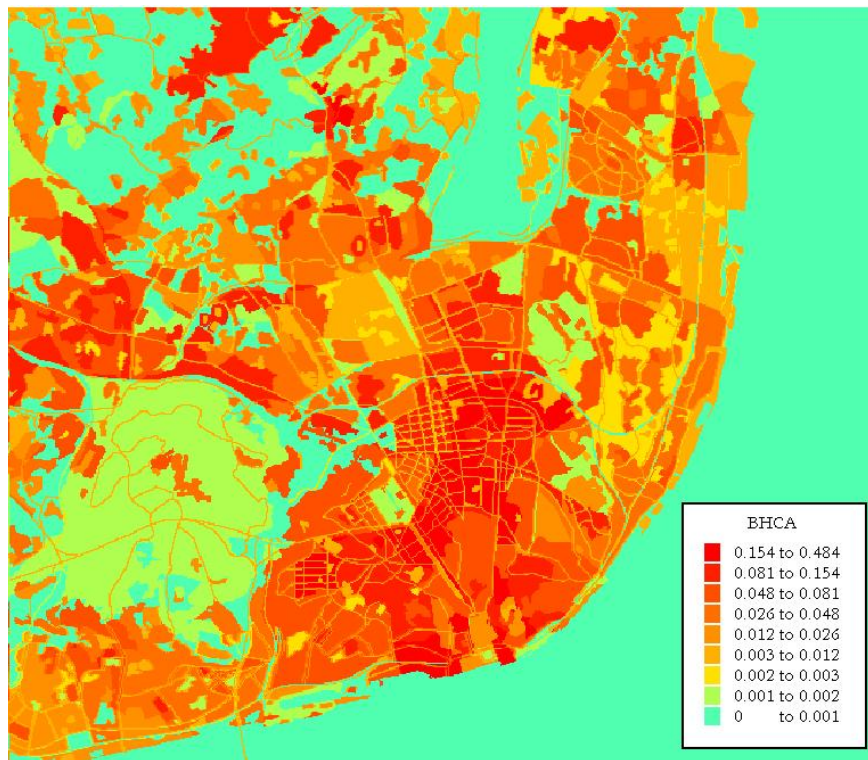 BHCA
0.154 to 0.484
0.081 to 0.154
0.048 to 0.081
0.026 to 0.048
0.012 to 0.026
0.003 to 0.012
0.002 to 0.003
0.001 to 0.002
0 to 0.001